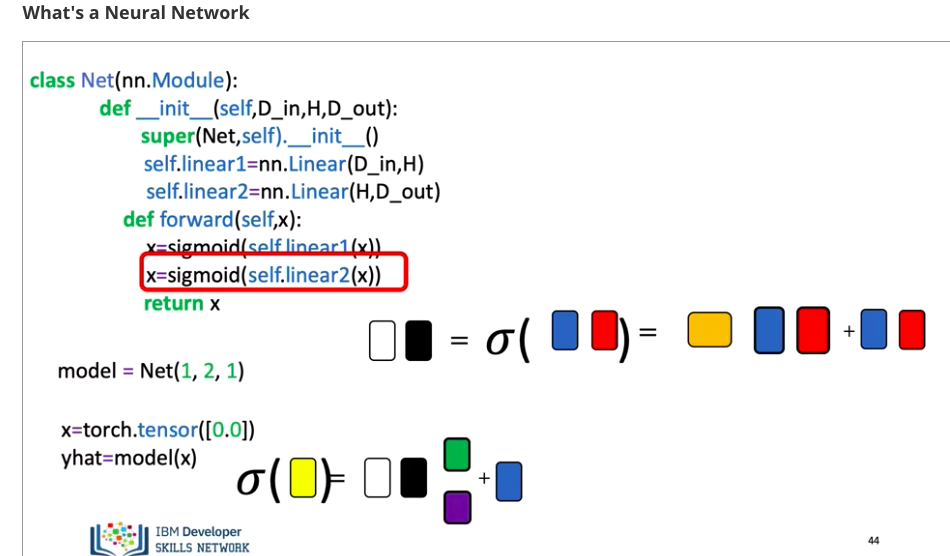 What's a Neural Network
class Net(nn.Module):
def __init__(self,D_in,H,D_out):
super(Net,self).__init__()
self.linear1=nn.Linear(D_in,H)
self.linear2=nn.Linear(H,D_out)
def forward(self,x):
x=sigmoid(self.linear1(x))
x=sigmoid(self.linear2(x))
return x
= σ( ) = +
model = Net(1, 2, 1)
x=torch.tensor([0.0])
yhat=model(x)
σ( )= +
IBM Developer
SKILLS NETWORK
44